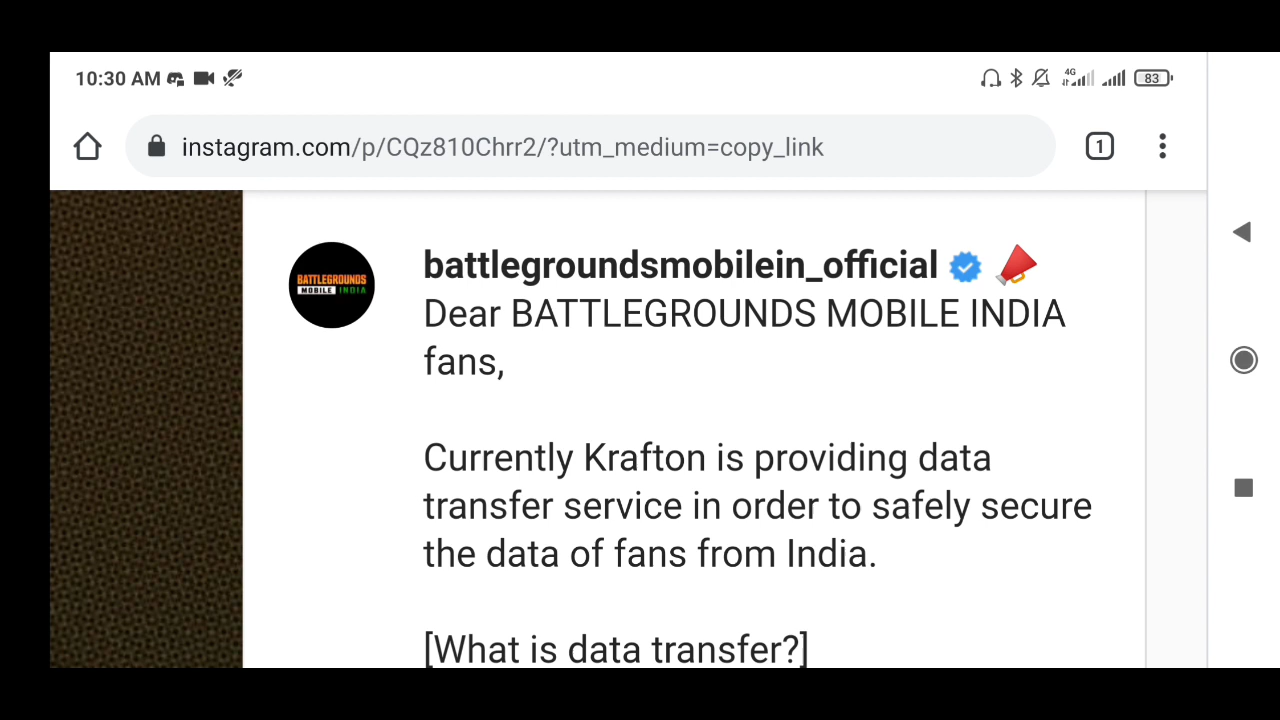 10:30 AM
4G
83
instagram.com/p/CQz810Chrr2/?utm_medium=copy_link
1
BATTLEGROUNDS
MOBILE INDIA
battlegroundsmobilein_official
Dear BATTLEGROUNDS MOBILE INDIA
fans,
Currently Krafton is providing data
transfer service in order to safely secure
the data of fans from India.
[What is data transfer?]